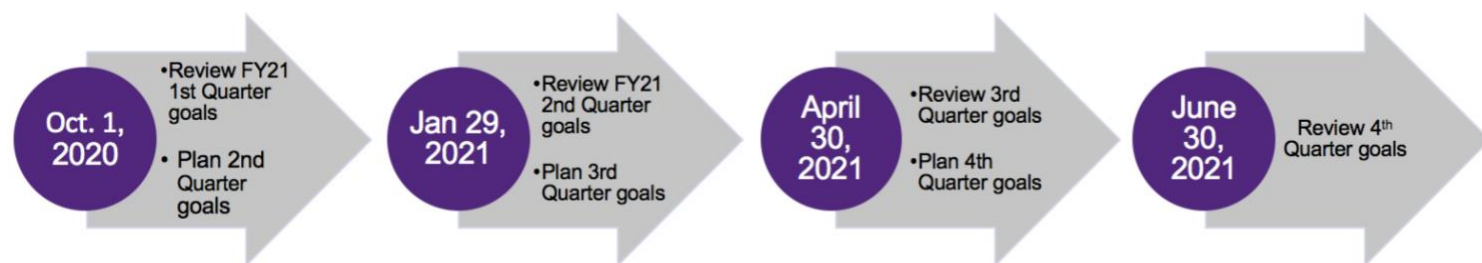 Oct. 1,
2020
•Review FY21
1st Quarter
goals
• Plan 2nd
Quarter
goals
Jan 29,
2021
•Review FY21
2nd Quarter
goals
•Plan 3rd
Quarter goals
April
30,
2021
•Review 3rd
Quarter goals
•Plan 4th
Quarter goals
June
30,
2021
Review 4th
Quarter goals